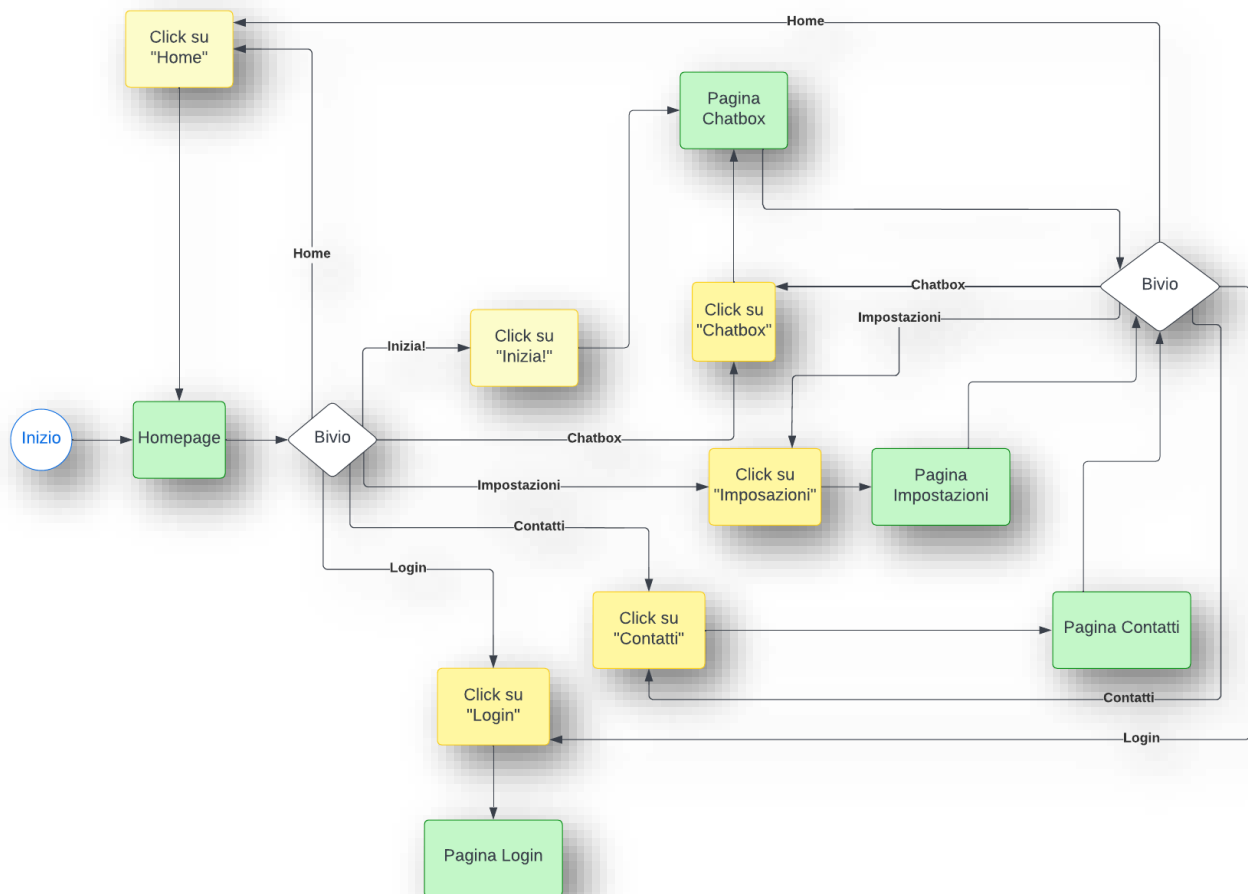 Home
Click su
"Home"
Pagina
Chatbox
Home
Bivio
Chatbox
Click su
"Chatbox"
Impostazioni
Click su
"Inizia!"
Inizia!
Inizio
Homepage
Bivio
Chatbox
Click su
"Imposazioni"
Pagina
Impostazioni
Impostazioni
Contatti
Login
Click su
"Contatti"
Pagina Contatti
Click su
"Login"
Contatti
Login
Pagina Login